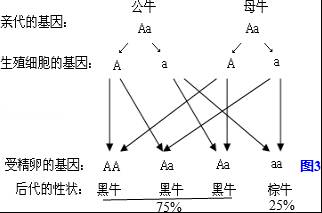 公牛 母牛
亲代的基因: Aa Aa
生殖细胞的基因: A a A a
受精卵的基因: AA Aa Aa aa 图3
后代的性状: 黑牛 黑牛 黑牛 棕牛
75% 25%